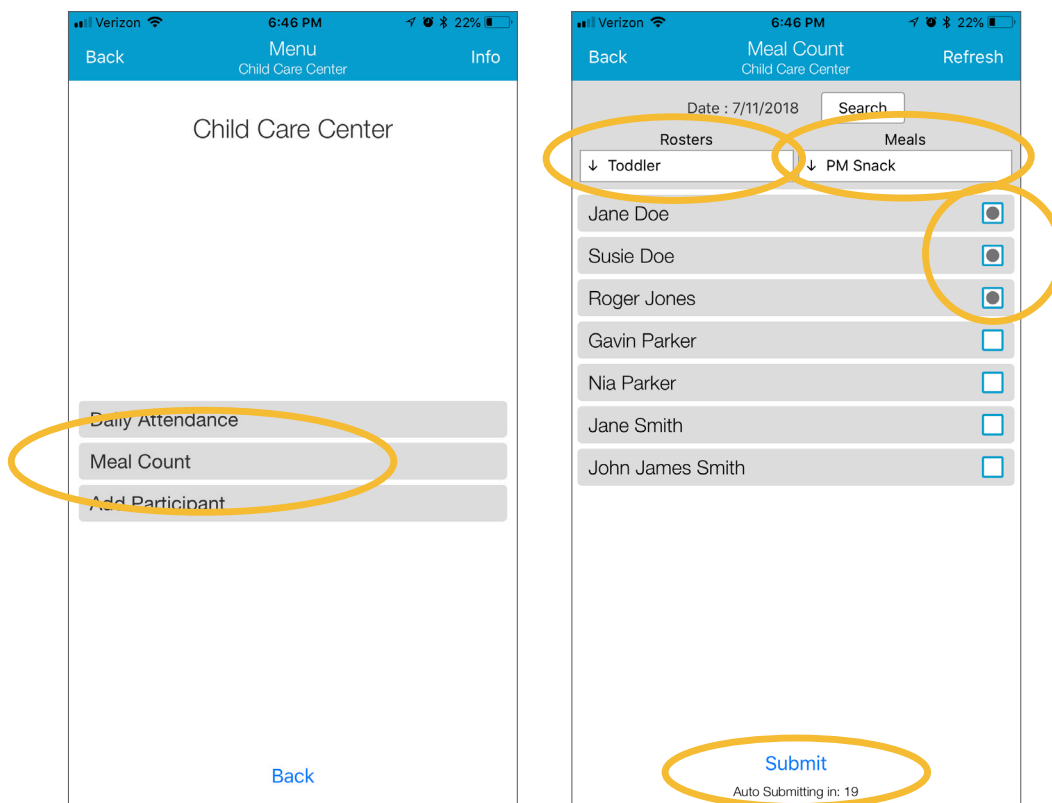 Verizon 6:46 PM 22%
Back Menu Info
Child Care Center
Child Care Center
Daily Attendance
Meal Count
Add Participant
Back
Verizon 6:46 PM 22%
Back Meal Count Refresh
Child Care Center
Date : 7/11/2018 Search
Rosters Meals
↓ Toddler ↓ PM Snack
Jane Doe
Susie Doe
Roger Jones
Gavin Parker
Nia Parker
Jane Smith
John James Smith
Submit
Auto Submitting in: 19